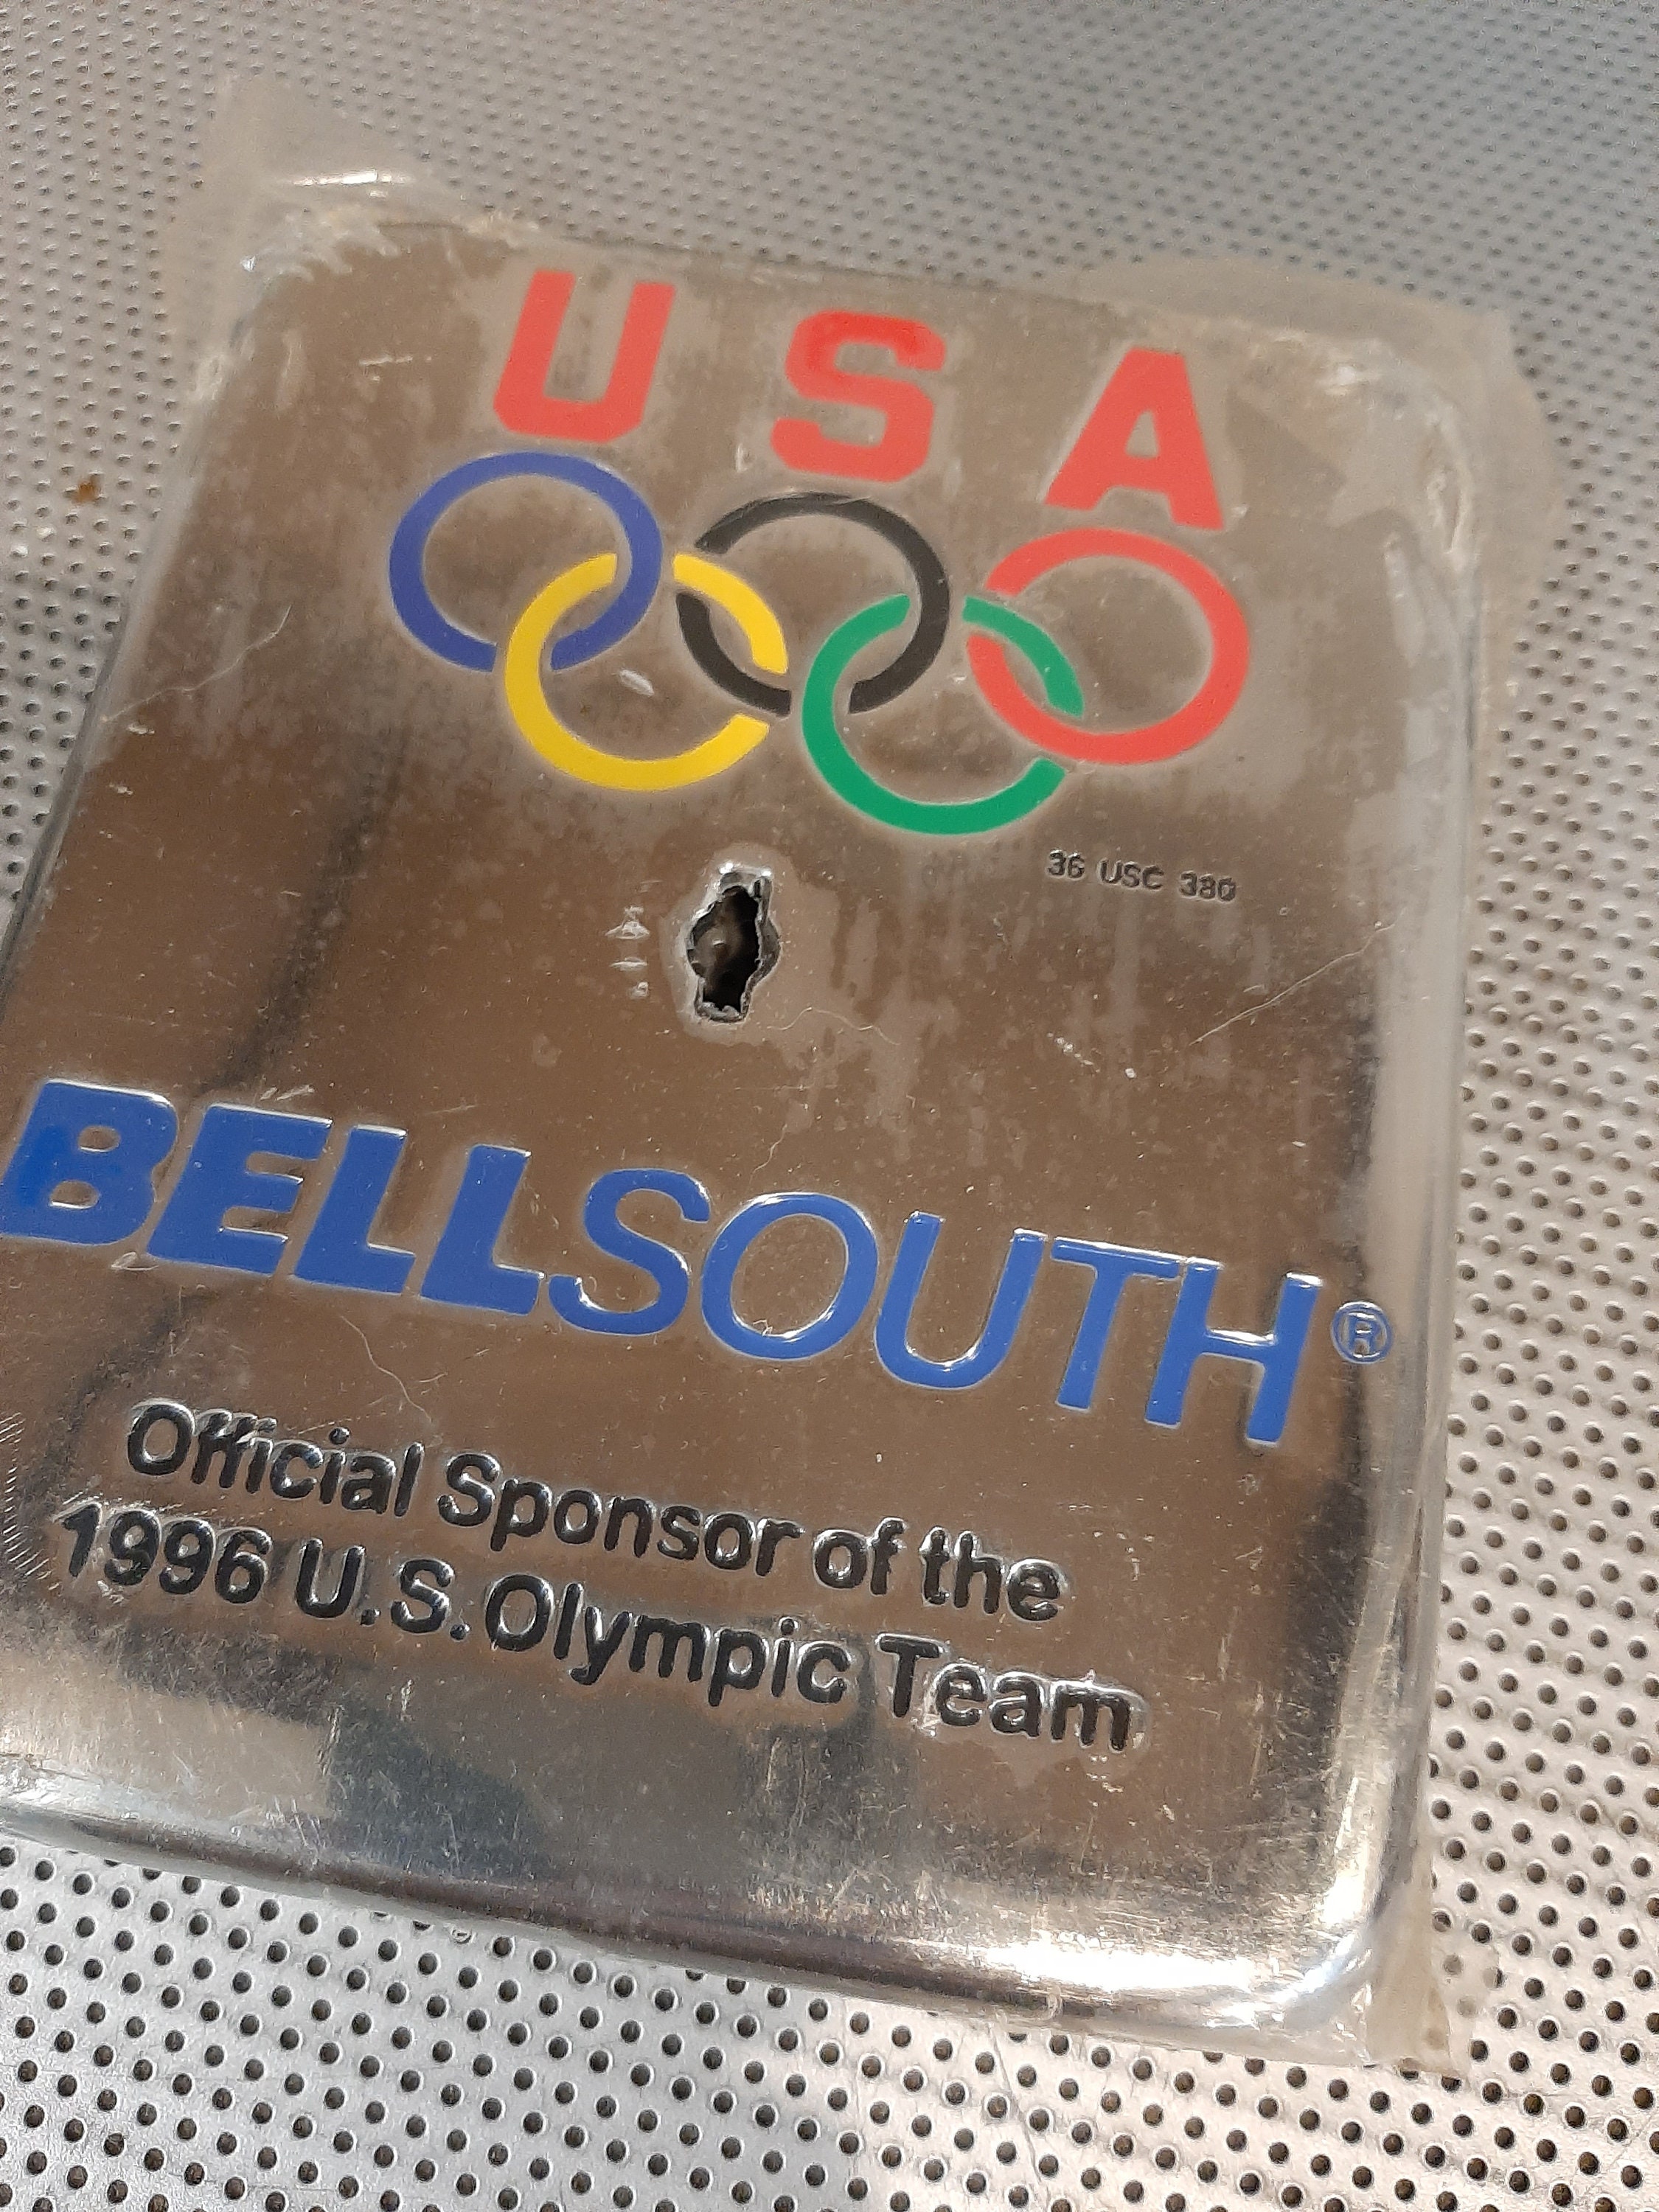 USA
36 USC 380
BELLSOUTH®
Official Sponsor of the
1996 U.S. Olympic Team